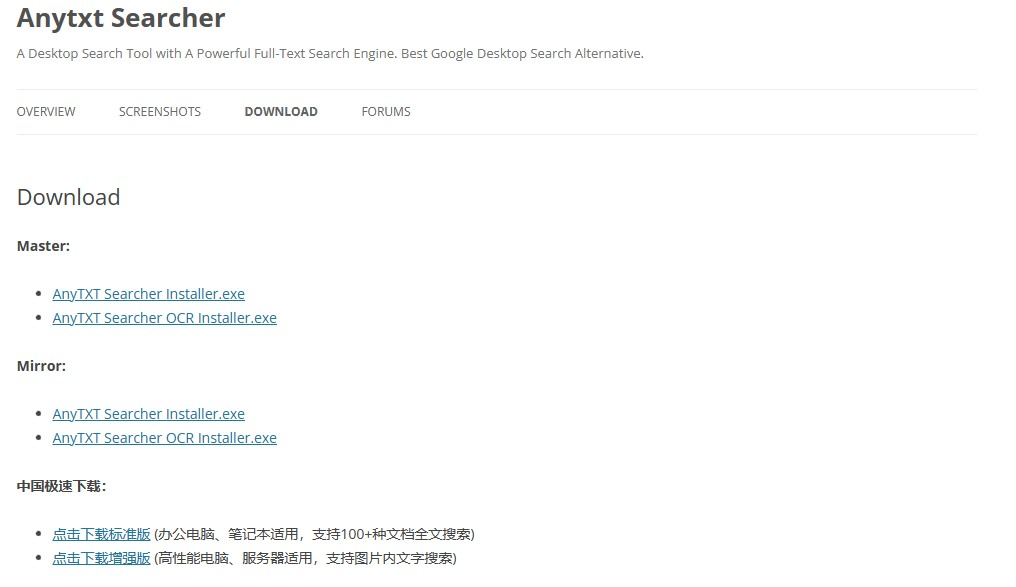 Anytxt Searcher
A Desktop Search Tool with A Powerful Full-Text Search Engine. Best Google Desktop Search Alternative.
OVERVIEW SCREENSHOTS DOWNLOAD FORUMS
Download
Master:
AnyTXT Searcher Installer.exe
AnyTXT Searcher OCR Installer.exe
Mirror:
AnyTXT Searcher Installer.exe
AnyTXT Searcher OCR Installer.exe
中国极速下载：
点击下载标准版 (办公电脑、笔记本适用，支持100+种文档全文搜索)
点击下载增强版 (高性能电脑、服务器适用，支持图片内文字搜索)